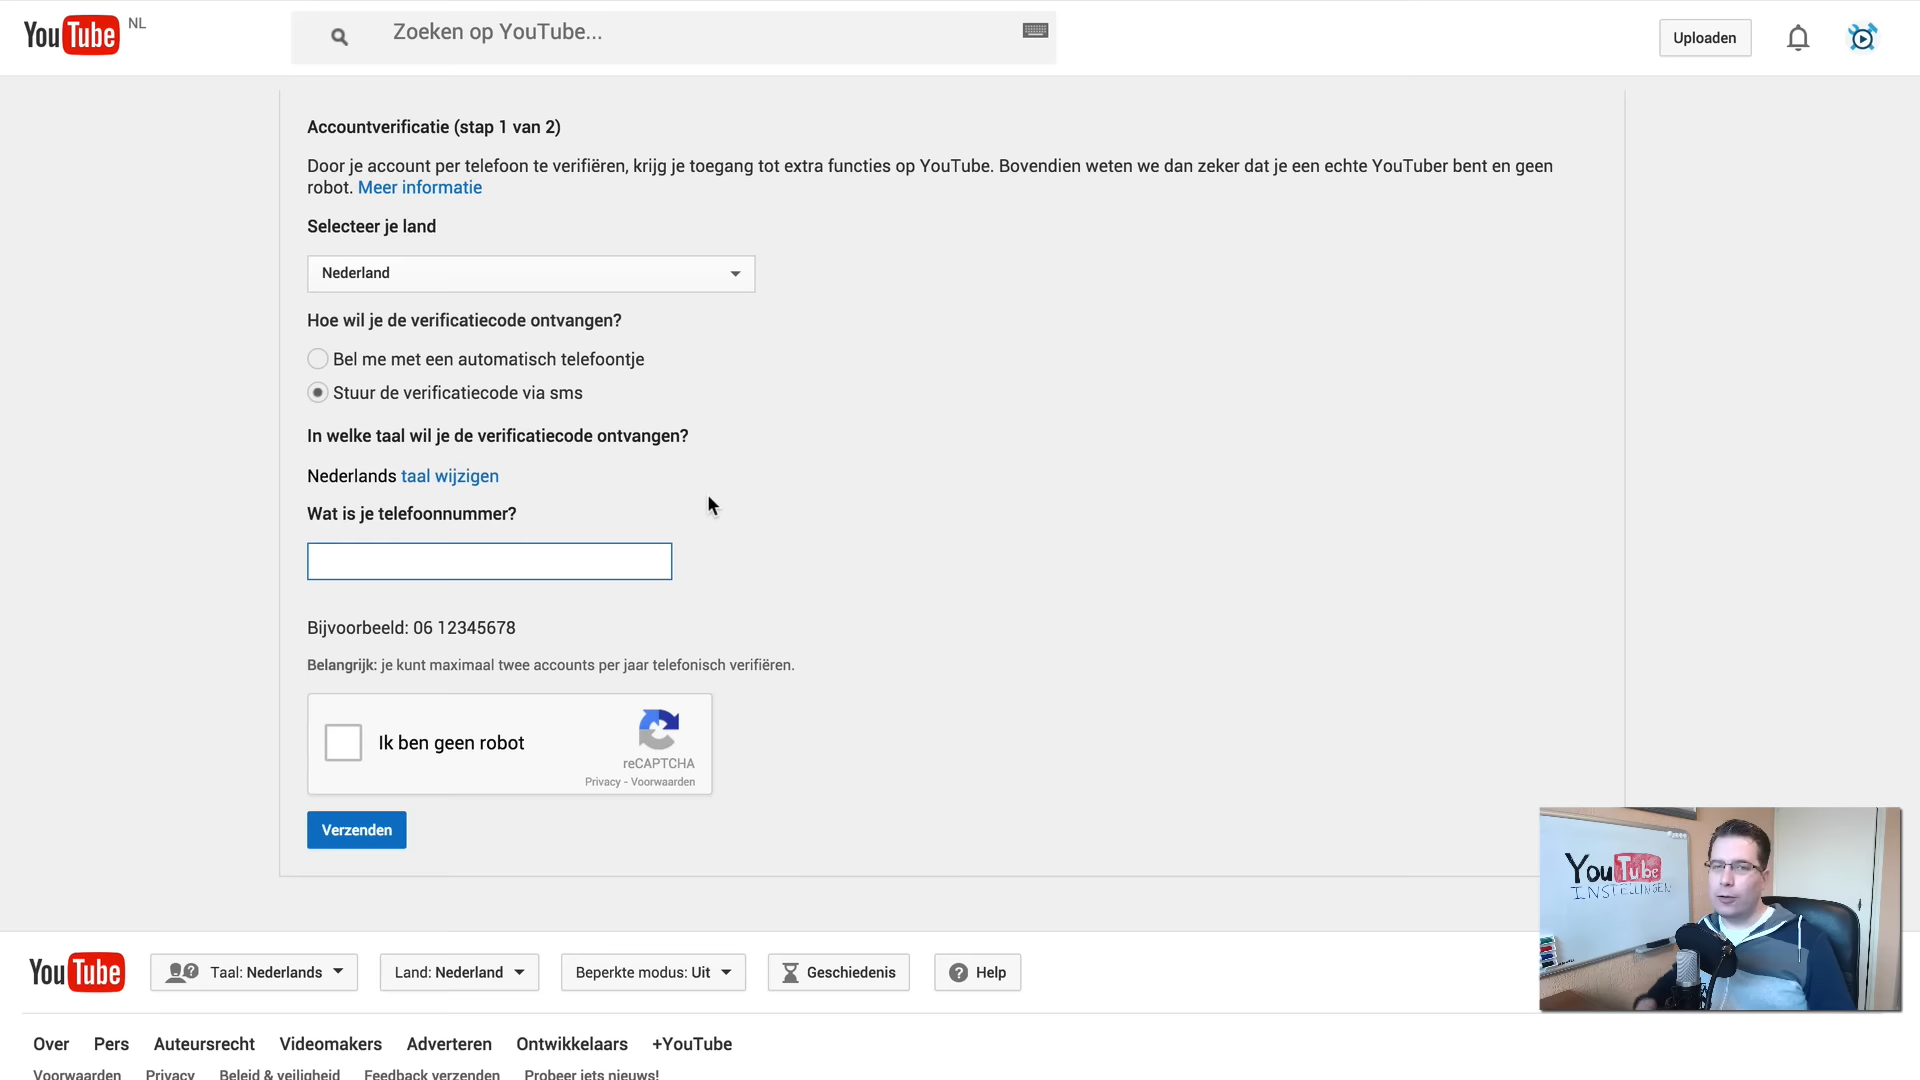 YouTube NL
Zoeken op YouTube...
Uploaden
Accountverificatie (stap 1 van 2)
Door je account per telefoon te verifiëren, krijg je toegang tot extra functies op YouTube. Bovendien weten we dan zeker dat je een echte YouTuber bent en geen
robot. Meer informatie
Selecteer je land
Nederland
Hoe wil je de verificatiecode ontvangen?
Bel me met een automatisch telefoontje
Stuur de verificatiecode via sms
In welke taal wil je de verificatiecode ontvangen?
Nederlands taal wijzigen
Wat is je telefoonnummer?
Bijvoorbeeld: 06 12345678
Belangrijk: je kunt maximaal twee accounts per jaar telefonisch verifiëren.
Ik ben geen robot
reCAPTCHA
Privacy - Voorwaarden
Verzenden
YouTube
INSTELLINGEN
YouTube
Taal: Nederlands
Land: Nederland
Beperkte modus: Uit
Geschiedenis
Help
Over Pers Auteursrecht Videomakers Adverteren Ontwikkelaars +YouTube
Voorwaarden Privacy Beleid & veiligheid Feedback verzenden Probeer iets nieuws!